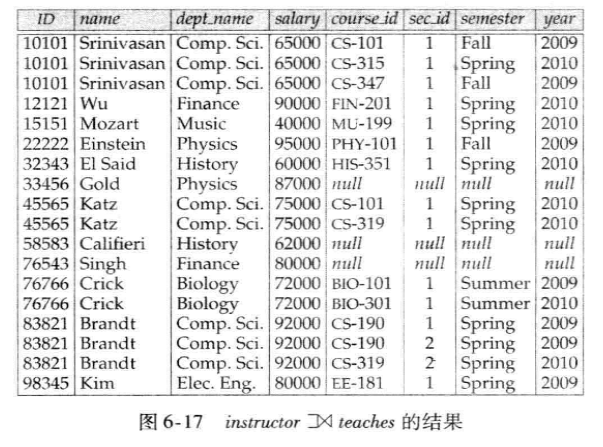 ID name dept_name salary course_id sec_id semester year
10101 Srinivasan Comp. Sci. 65000 CS-101 1 Fall 2009
10101 Srinivasan Comp. Sci. 65000 CS-315 1 Spring 2010
10101 Srinivasan Comp. Sci. 65000 CS-347 1 Fall 2009
12121 Wu Finance 90000 FIN-201 1 Spring 2010
15151 Mozart Music 40000 MU-199 1 Spring 2010
22222 Einstein Physics 95000 PHY-101 1 Fall 2009
32343 El Said History 60000 HIS-351 1 Spring 2010
33456 Gold Physics 87000 null null null null
45565 Katz Comp. Sci. 75000 CS-101 1 Spring 2010
45565 Katz Comp. Sci. 75000 CS-319 1 Spring 2010
58583 Califieri History 62000 null null null null
76543 Singh Finance 80000 null null null null
76766 Crick Biology 72000 BIO-101 1 Summer 2009
76766 Crick Biology 72000 BIO-301 1 Summer 2010
83821 Brandt Comp. Sci. 92000 CS-190 1 Spring 2009
83821 Brandt Comp. Sci. 92000 CS-190 2 Spring 2009
83821 Brandt Comp. Sci. 92000 CS-319 2 Spring 2010
98345 Kim Elec. Eng. 80000 EE-181 1 Spring 2009
图 6-17 instructor ⟕ teaches 的结果